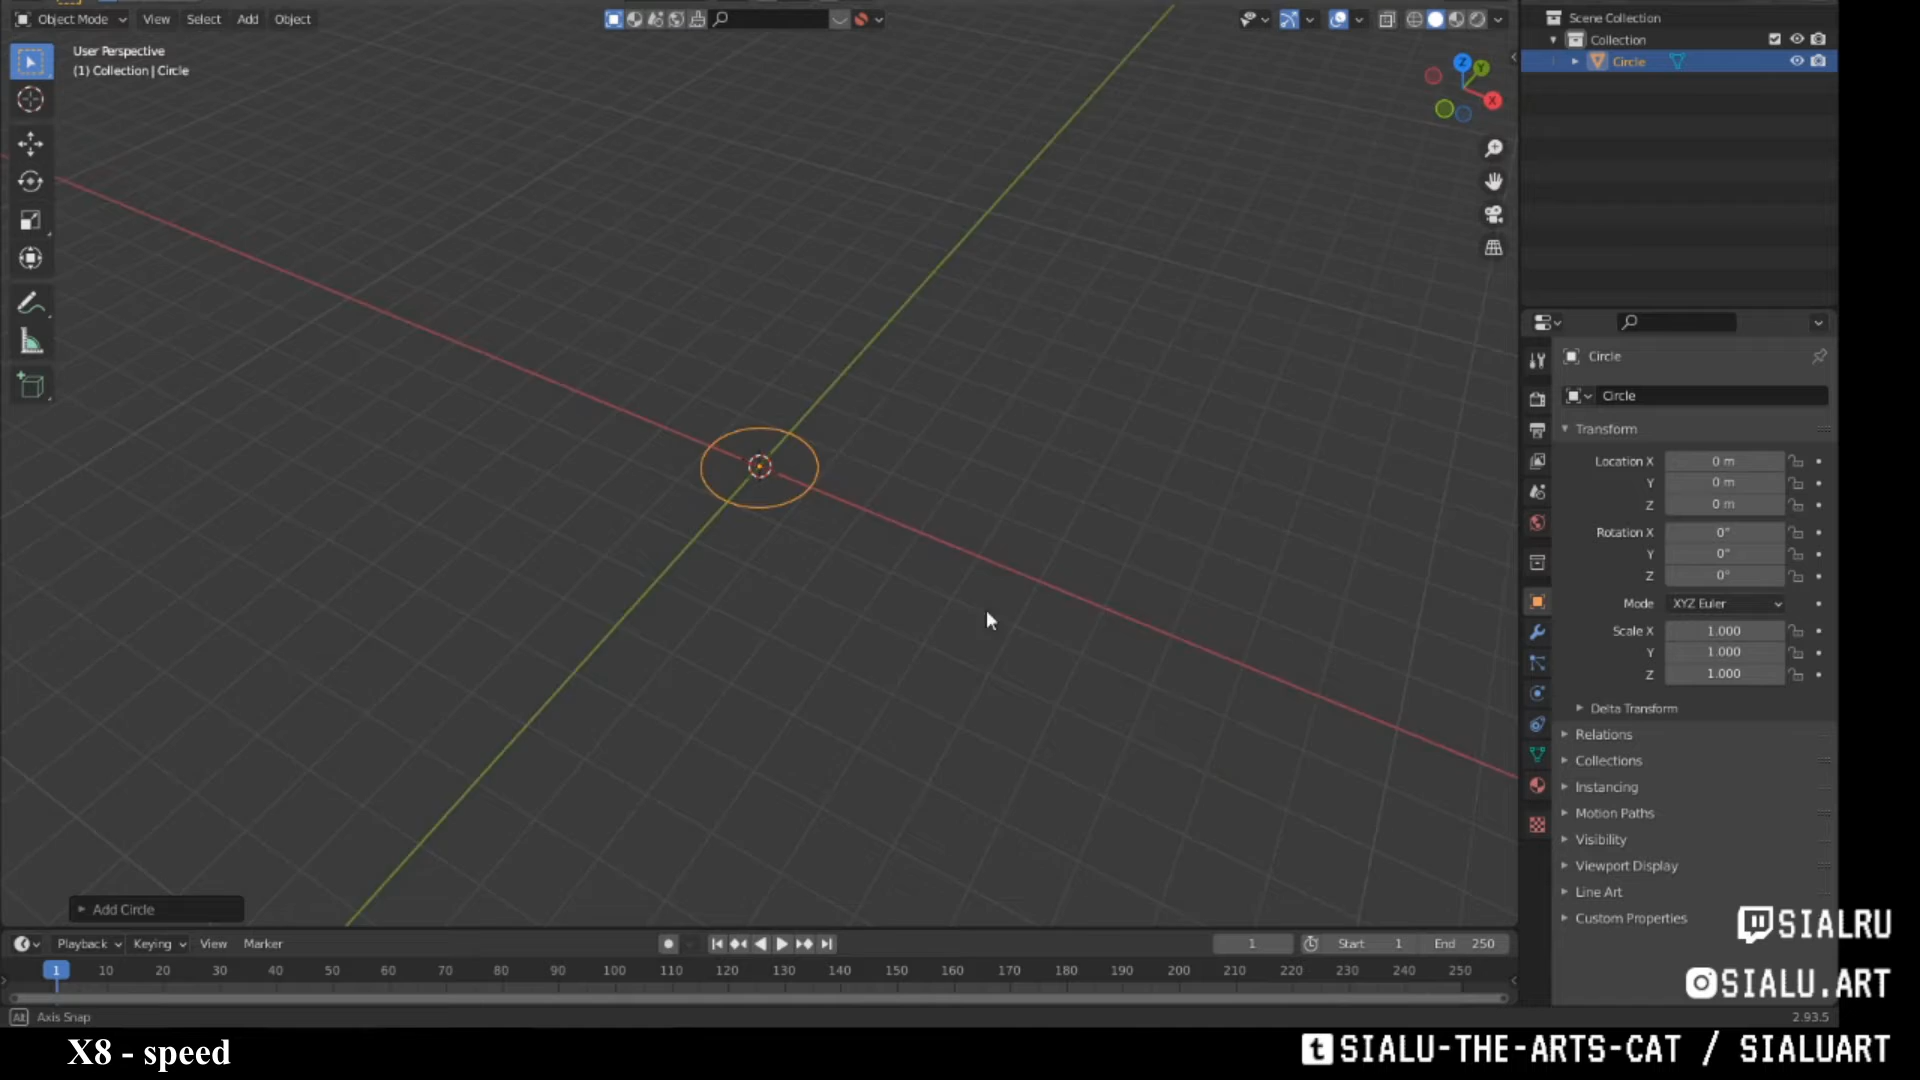 Object Mode View Select Add Object
User Perspective
(1) Collection | Circle
Z
Y
X
Scene Collection
Collection
Circle
Circle
Circle
Transform
Location X 0 m
Y 0 m
Z 0 m
Rotation X 0°
Y 0°
Z 0°
Mode XYZ Euler
Scale X 1.000
Y 1.000
Z 1.000
Delta Transform
Relations
Collections
Instancing
Motion Paths
Visibility
Viewport Display
Line Art
Custom Properties
Add Circle
Playback Keying View Marker
1 Start 1 End 250
1 10 20 30 40 50 60 70 80 90 100 110 120 130 140 150 160 170 180 190 200 210 220 230 240 250
Alt Axis Snap
2.93.5
SIALRU
SIALU.ART
X8 - speed
t SIALU-THE-ARTS-CAT / SIALUART